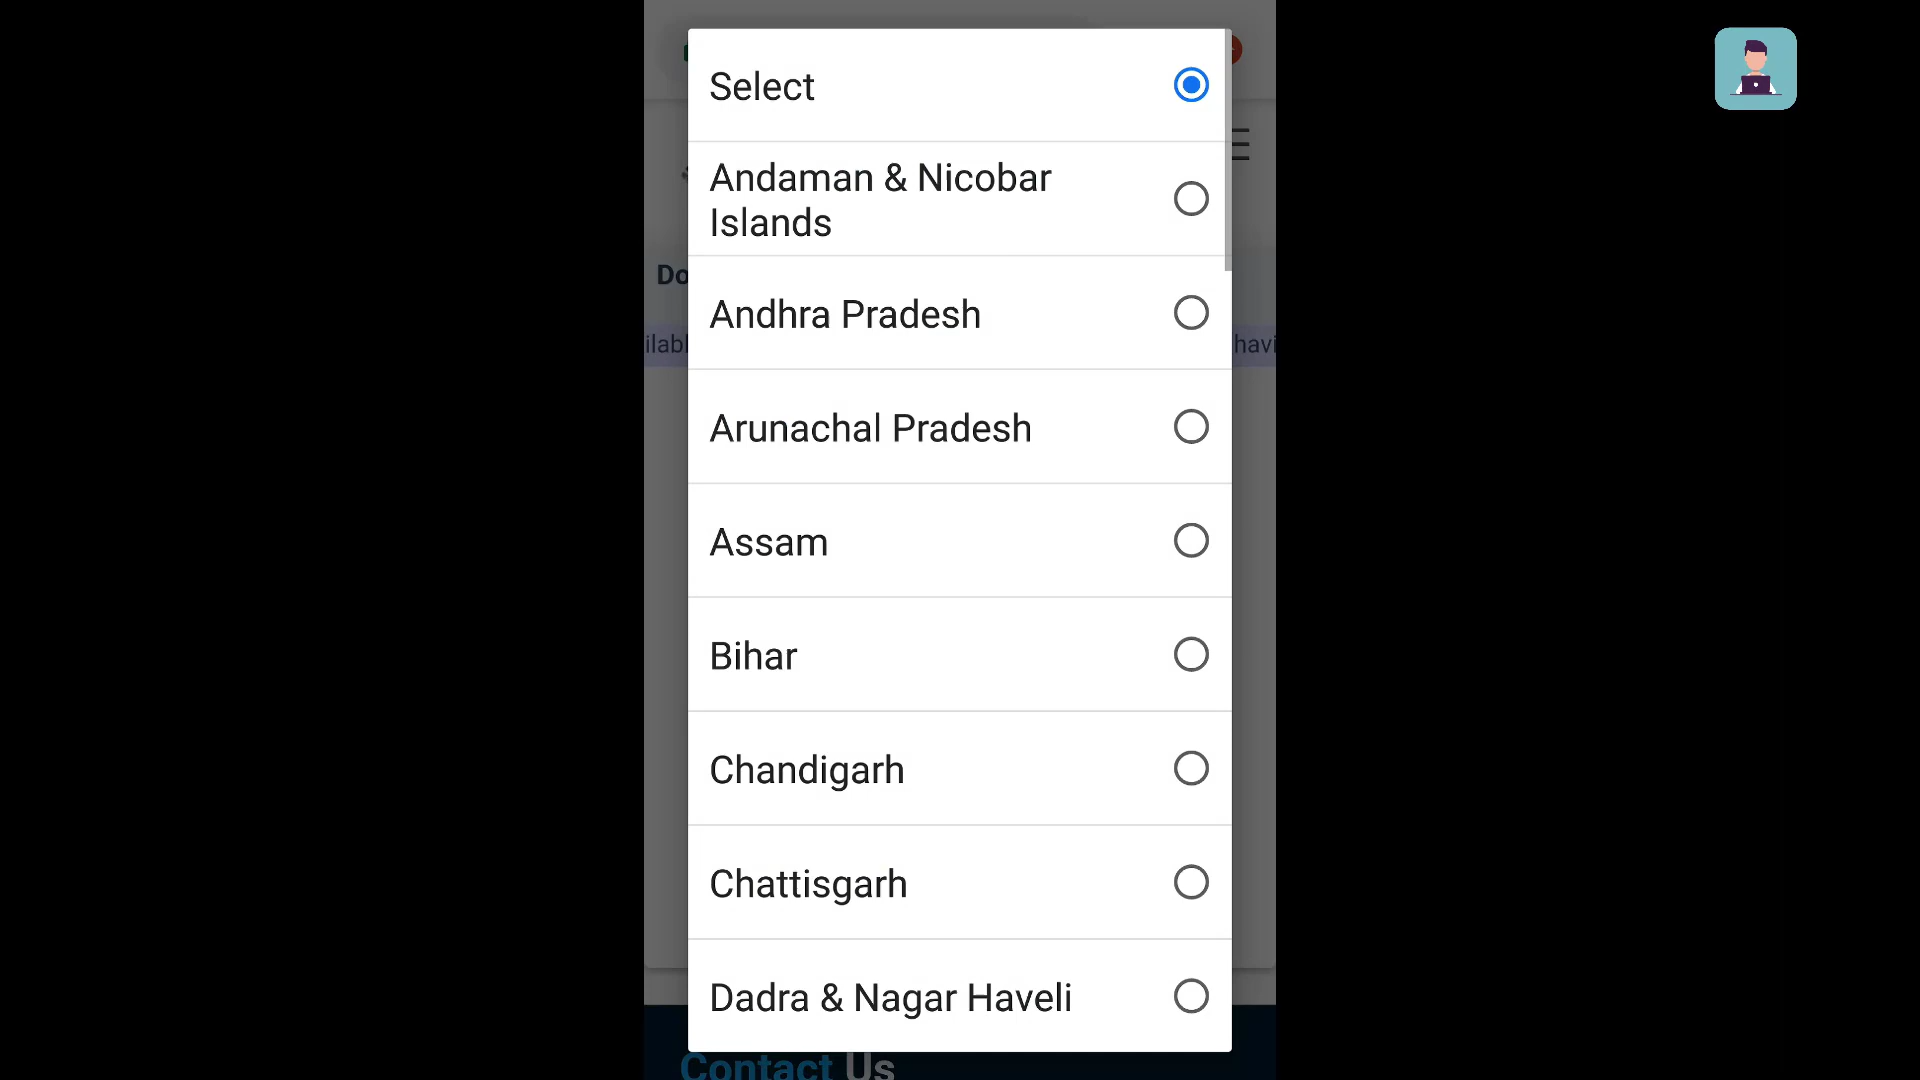 Select
Andaman & Nicobar
Islands
Andhra Pradesh
Arunachal Pradesh
Assam
Bihar
Chandigarh
Chattisgarh
Dadra & Nagar Haveli
Contact Us